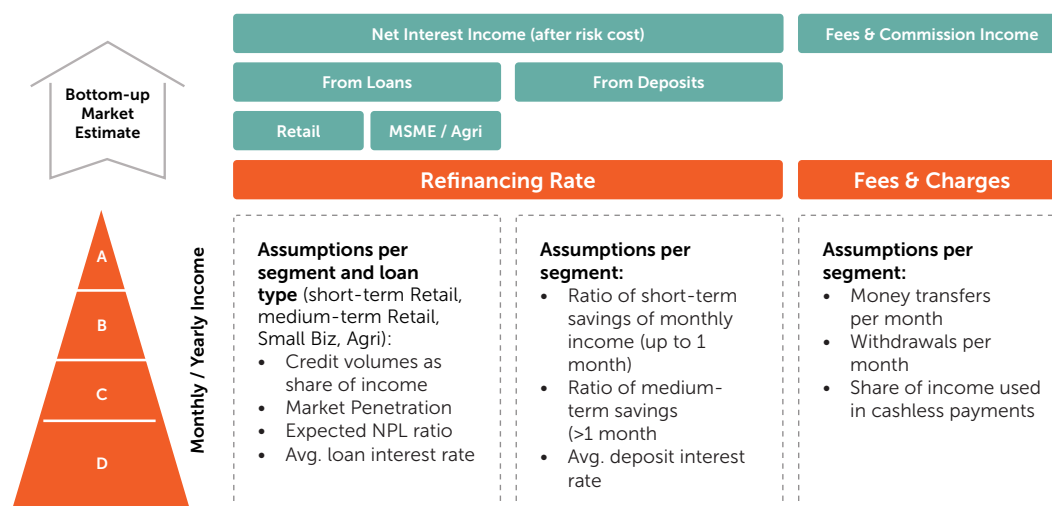 Net Interest Income (after risk cost)
Fees & Commission Income
Bottom-up
Market
Estimate
From Loans
From Deposits
Retail
MSME / Agri
Refinancing Rate
Fees & Charges
A
B
C
D
Monthly / Yearly Income
Assumptions per
segment and loan
type (short-term Retail,
medium-term Retail,
Small Biz, Agri):
• Credit volumes as
share of income
• Market Penetration
• Expected NPL ratio
• Avg. loan interest rate
Assumptions per
segment:
• Ratio of short-term
savings of monthly
income (up to 1
month)
• Ratio of medium-
term savings
(>1 month
• Avg. deposit interest
rate
Assumptions per
segment:
• Money transfers
per month
• Withdrawals per
month
• Share of income used
in cashless payments